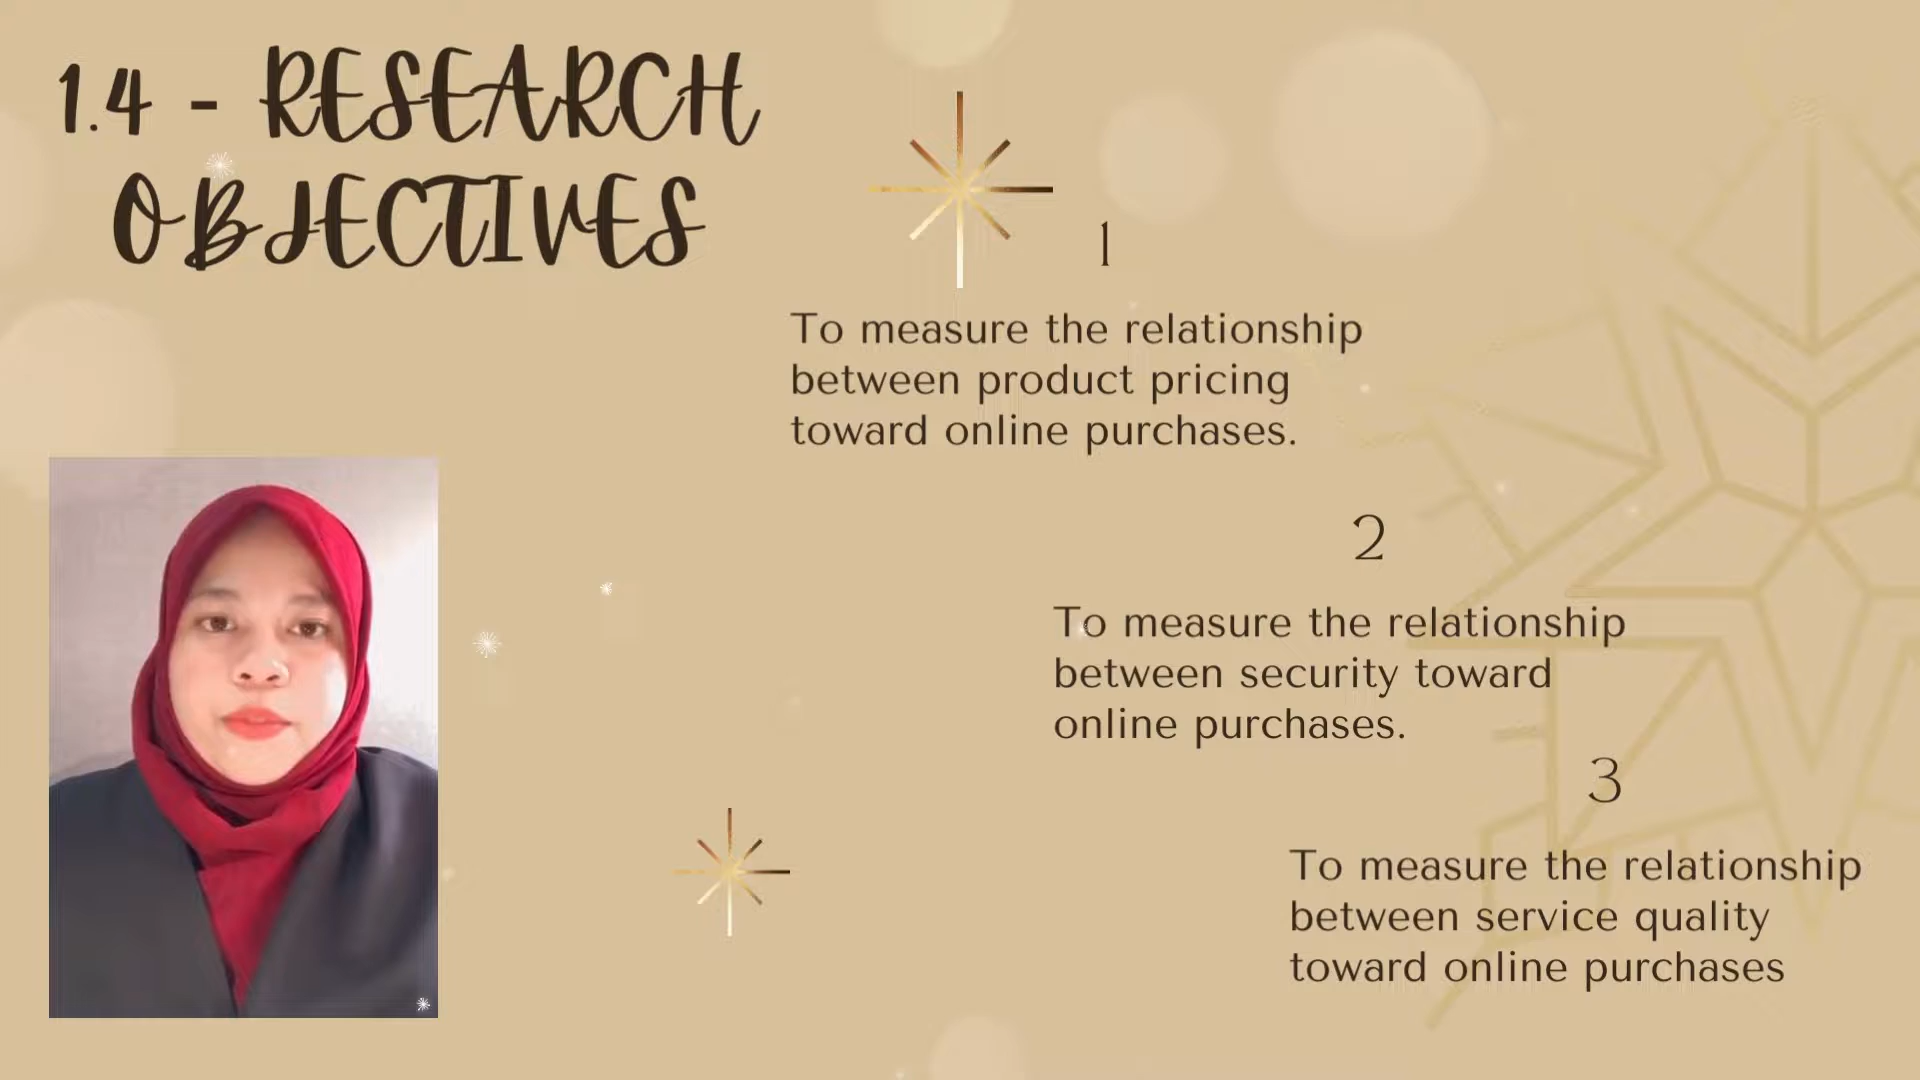 1.4 - RESEARCH
OBJECTIVES
1
To measure the relationship
between product pricing
toward online purchases.
2
To measure the relationship
between security toward
online purchases.
3
To measure the relationship
between service quality
toward online purchases